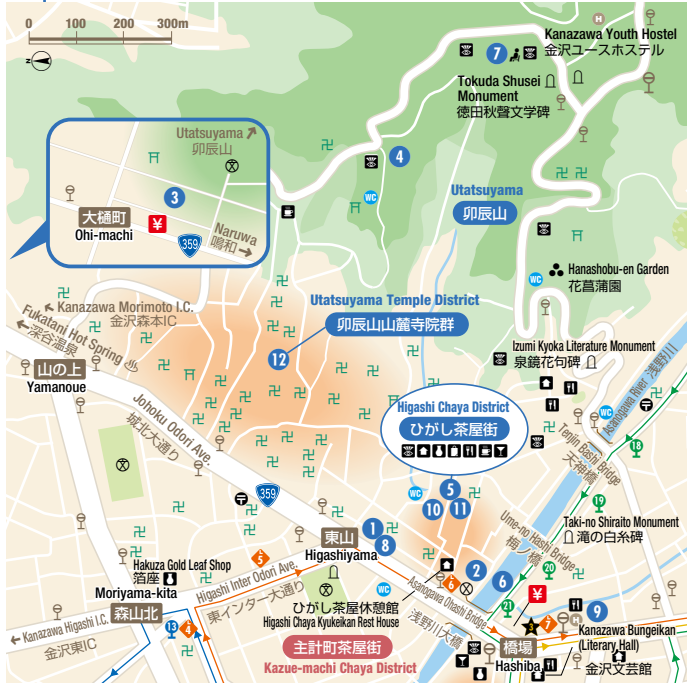 0 100 200 300m
N
H
Kanazawa Youth Hostel
金沢ユースホステル
7
Tokuda Shusei
Monument
徳田秋聲文学碑
Utatsuyama
卯辰山
3
大樋町
Ohi-machi
¥
359
Naruwa
鳴和
4
WC
Utatsuyama
卯辰山
WC
Hanashobu-en Garden
花菖蒲園
Kanazawa Morimoto I.C.
金沢森本IC
Fukatani Hot Spring
深谷温泉
Utatsuyama Temple District
卯辰山山麓寺院群
12
Izumi Kyoka Literature Monument
泉鏡花句碑
山の上
Yamanoue
Johoku Odori Ave.
城北大通り
Higashi Chaya District
ひがし茶屋街
WC
Asanogawa River 浅野川
Tenjin Bashi Bridge
天神橋
18
359
WC
5
10
11
19
Taki-no Shiraito Monument
滝の白糸碑
Ume-no Hashi Bridge
梅ノ橋
東山
Higashiyama
1
8
Hakuza Gold Leaf Shop
箔座
5
Higashi Inter Odori Ave.
東インター大通り
Moriyama-kita
森山北
13
4
Kanazawa Higashi I.C.
金沢東IC
WC
ひがし茶屋休憩館
Higashi Chaya Kyukeikan Rest House
6
2
6
20
21
¥
Asanogawa Ohashi Bridge
浅野川大橋
主計町茶屋街
Kazue-machi Chaya District
橋場
Hashiba
3
7
H
9
Kanazawa Bungeikan
(Literary Hall)
金沢文芸館